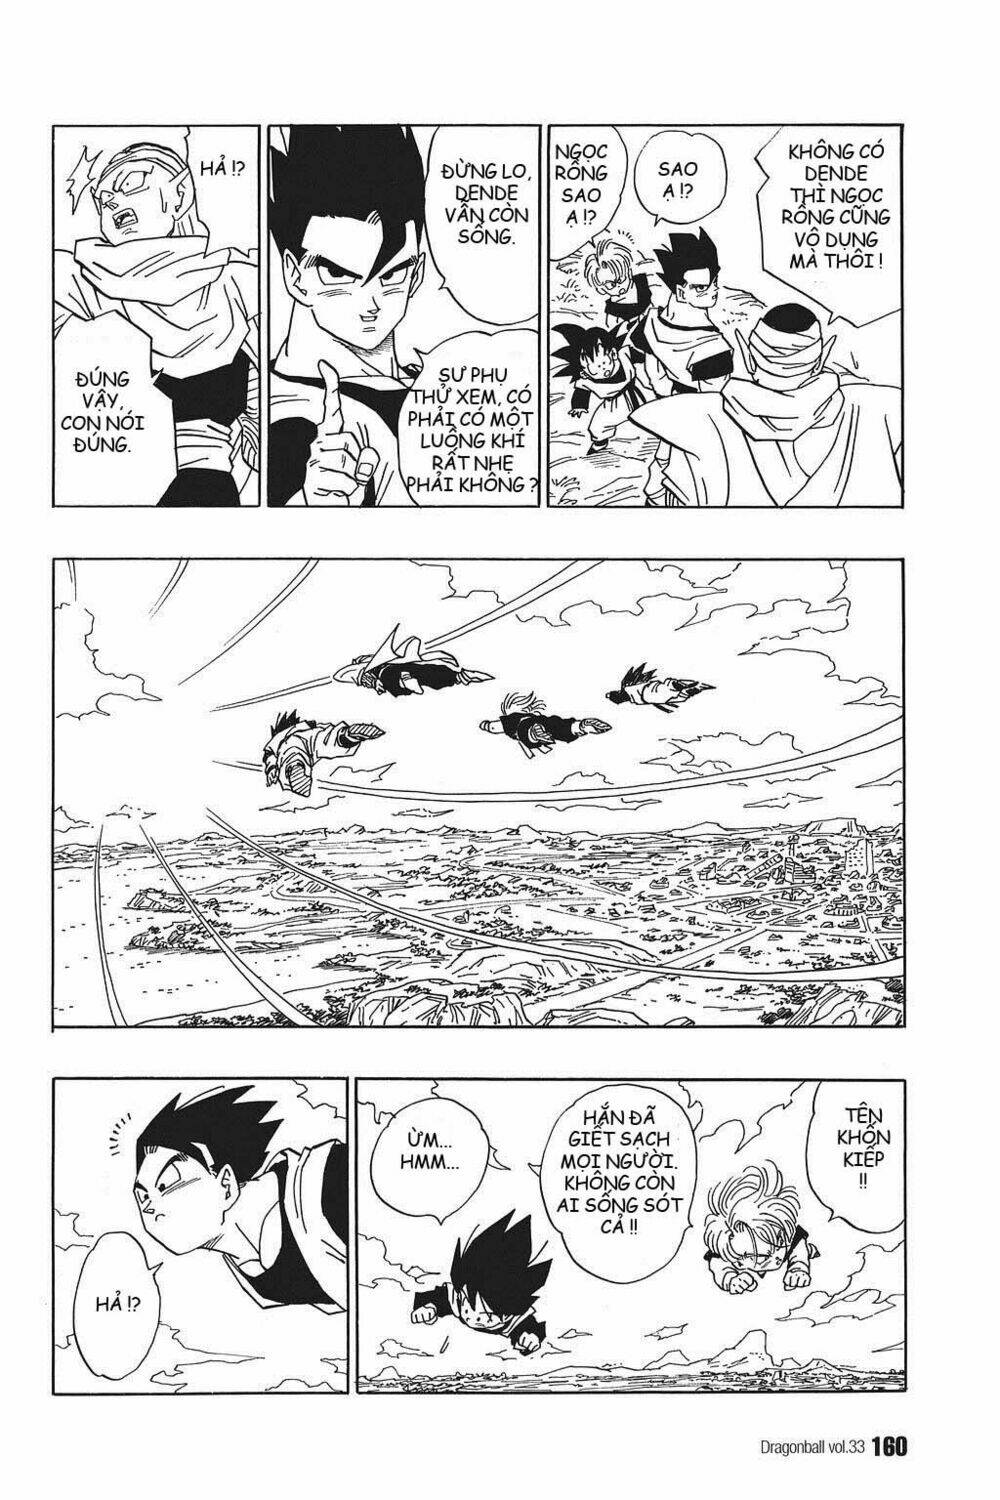 KHÔNG CÓ
DENDE
THÌ NGỌC
RỒNG CŨNG
VÔ DỤNG
MÀ THÔI !
SAO
Ạ !?
NGỌC
RỒNG
SAO
Ạ !?
ĐỪNG LO,
DENDE
VẪN CÒN
SỐNG.
SƯ PHỤ
THỬ XEM, CÓ
PHẢI CÓ MỘT
LUỒNG KHÍ
RẤT NHẸ
PHẢI KHÔNG ?
HẢ !?
ĐÚNG
VẬY,
CON NÓI
ĐÚNG.
TÊN
KHỐN
KIẾP
!!
HẮN ĐÃ
GIẾT SẠCH
MỌI NGƯỜI.
KHÔNG CÒN
AI SỐNG SÓT
CẢ !!
ỪM...
HMM...
HẢ !?
Dragonball vol.33 160